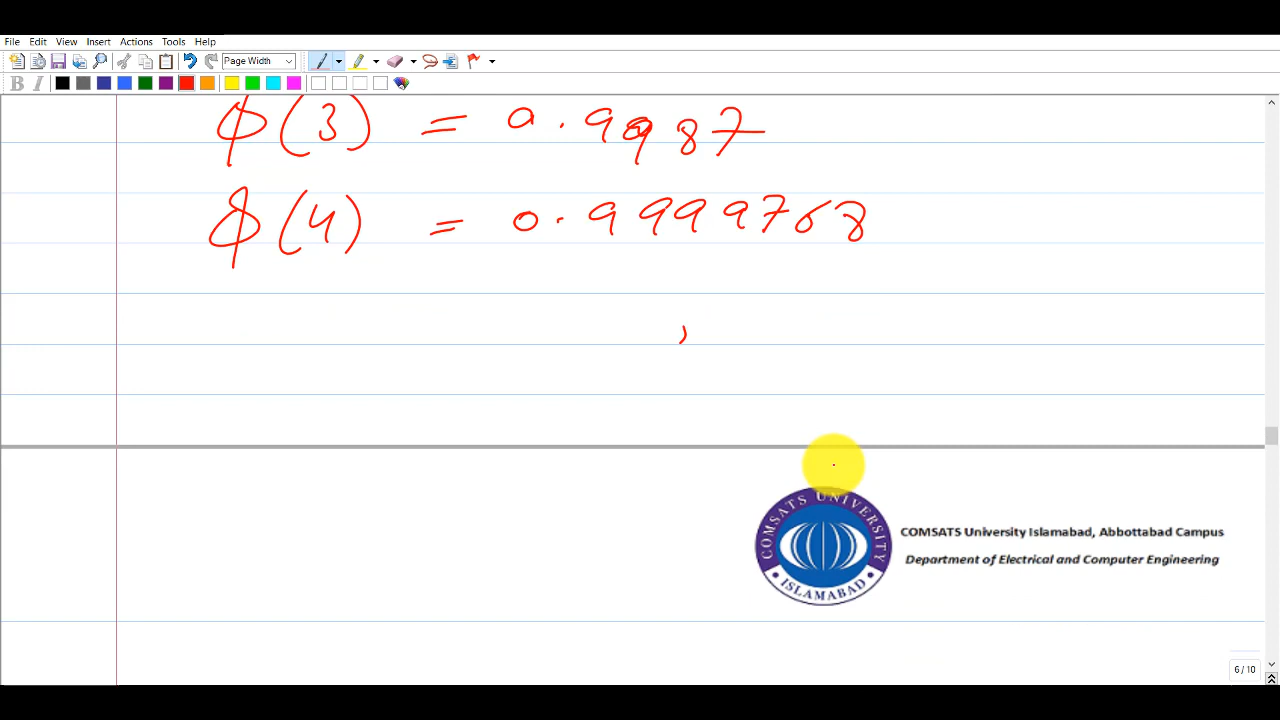 File Edit View Insert Actions Tools Help
Page Width
B I
ϕ(3) = 0.9987
ϕ(4) = 0.9999768
,
COMSATS UNIVERSITY
ISLAMABAD
COMSATS University Islamabad, Abbottabad Campus
Department of Electrical and Computer Engineering
6 / 10